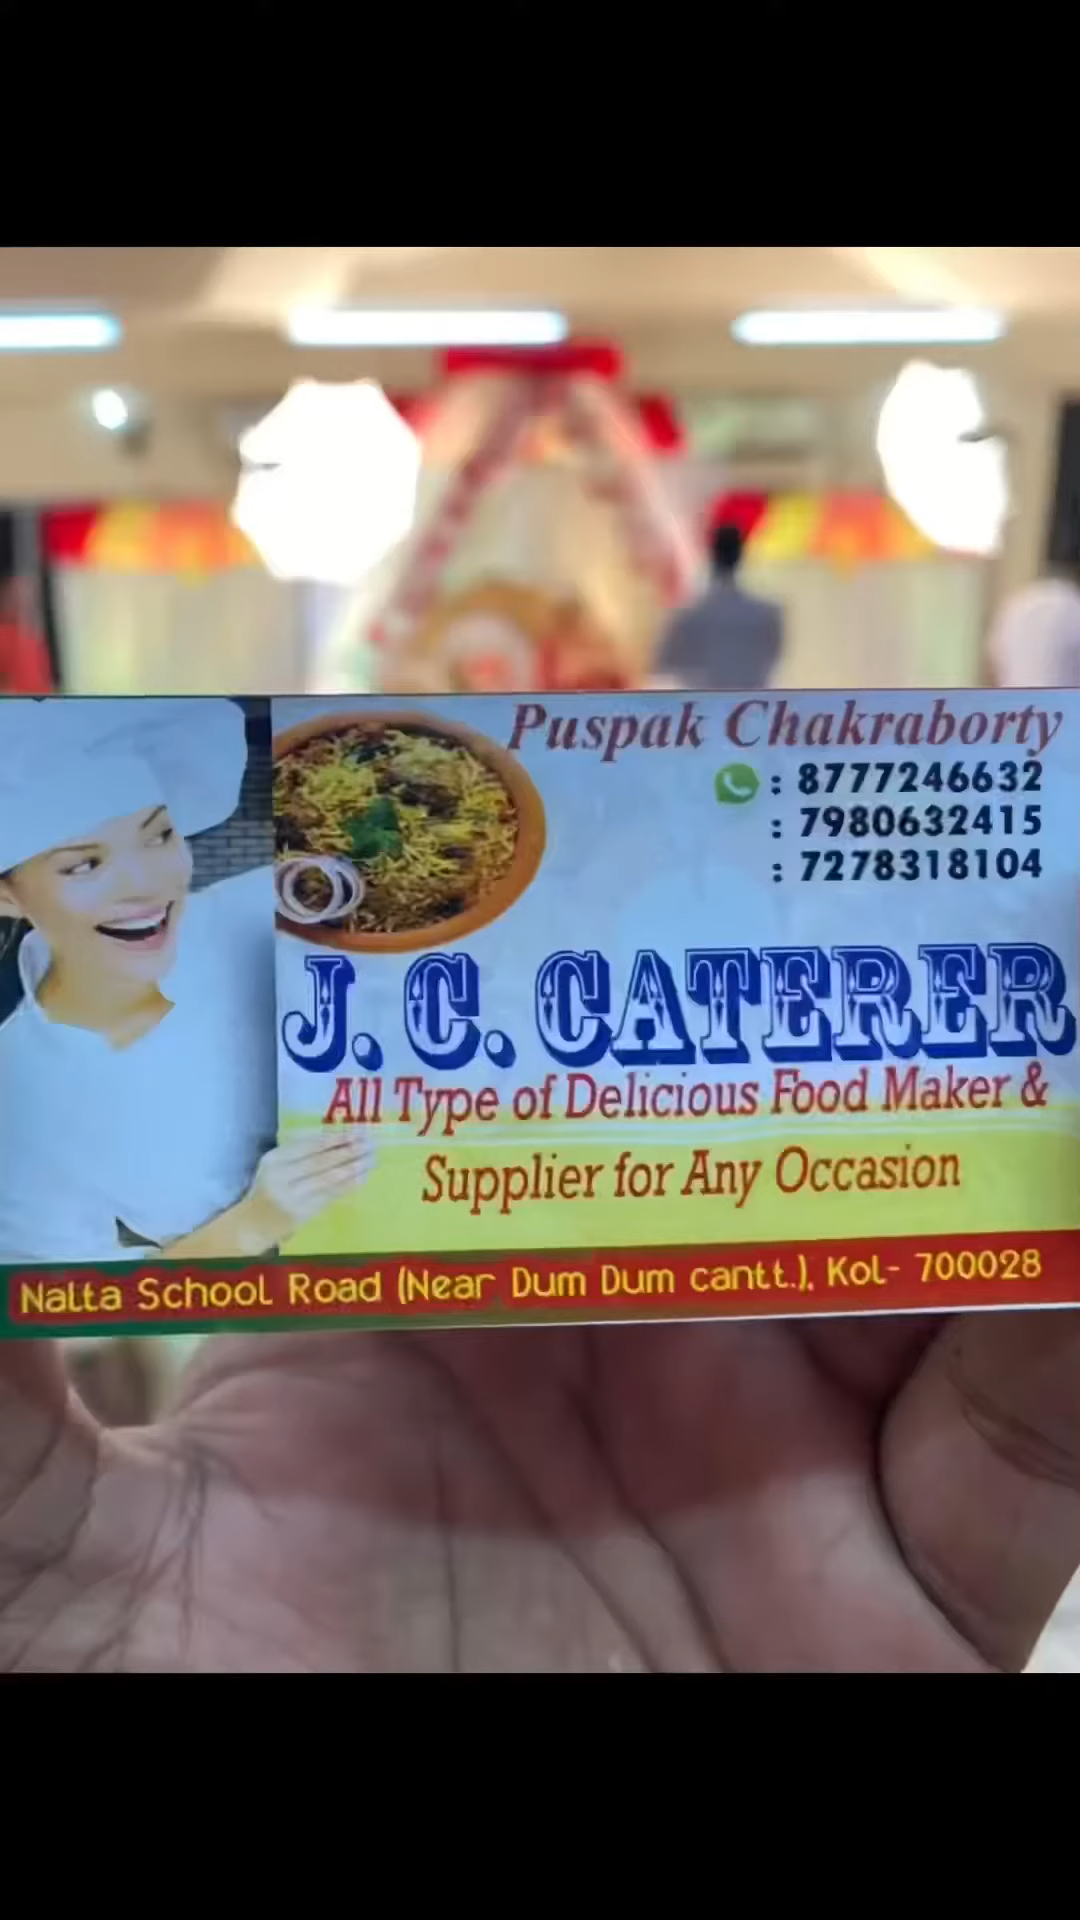 Puspak Chakraborty
: 8777246632
: 7980632415
: 7278318104
J. C. CATERER
All Type of Delicious Food Maker &
Supplier for Any Occasion
Nalta School Road (Near Dum Dum cantt.), Kol- 700028